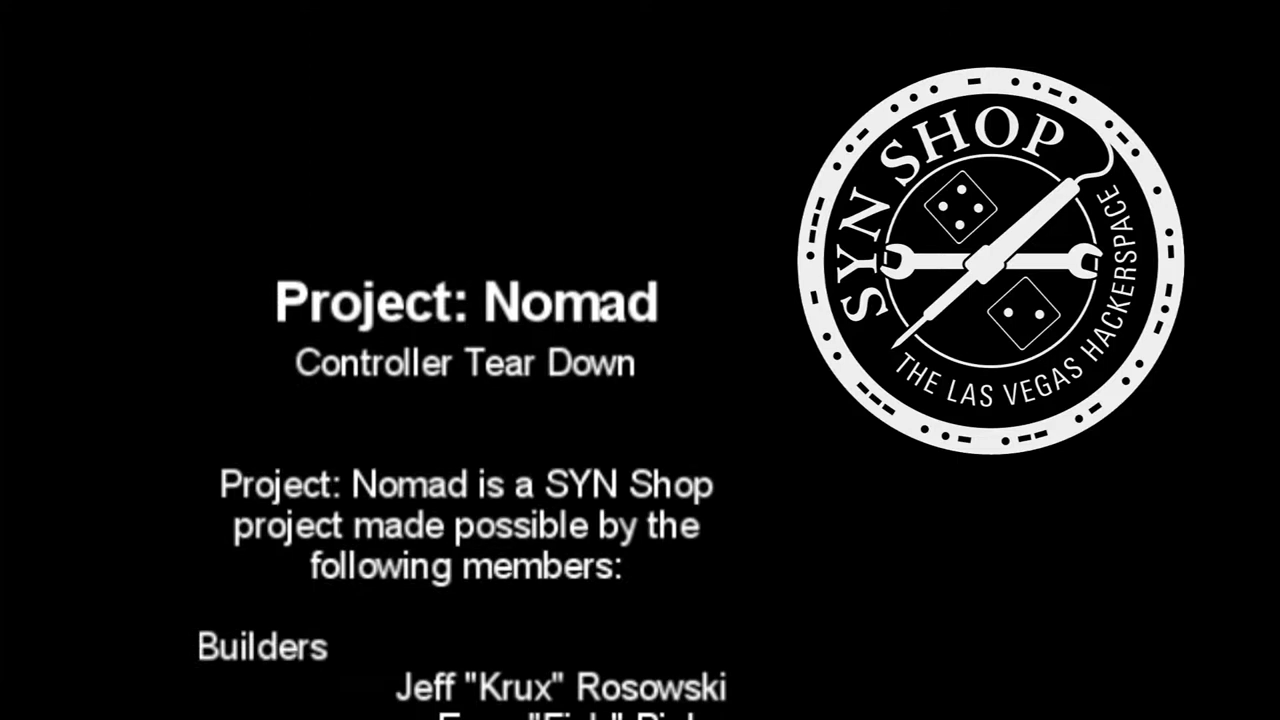 SYN SHOP
THE LAS VEGAS HACKERSPACE
Project: Nomad
Controller Tear Down
Project: Nomad is a SYN Shop
project made possible by the
following members:
Builders
Jeff "Krux" Rosowski